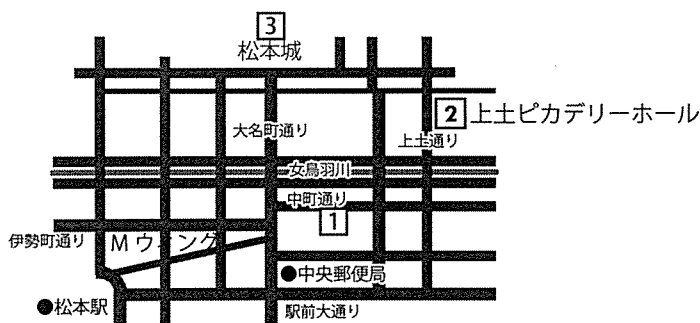 3
松本城
2 上土ピカデリーホール
大名町通り
上土通り
女鳥羽川
中町通り
1
伊勢町通り
Mウィング
●中央郵便局
●松本駅
駅前大通り